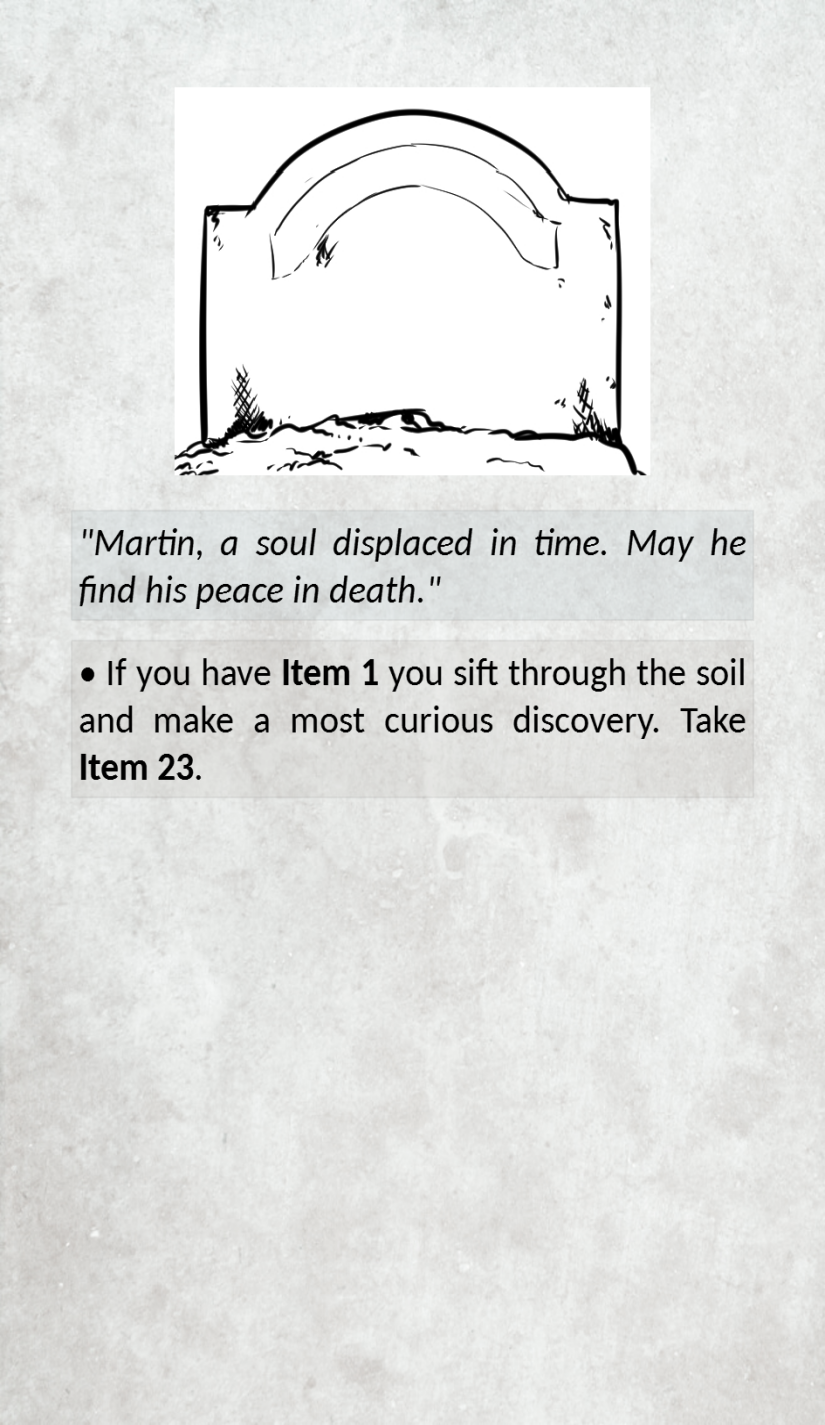 "Martin, a soul displaced in time. May he
find his peace in death."
• If you have Item 1 you sift through the soil
and make a most curious discovery. Take
Item 23.